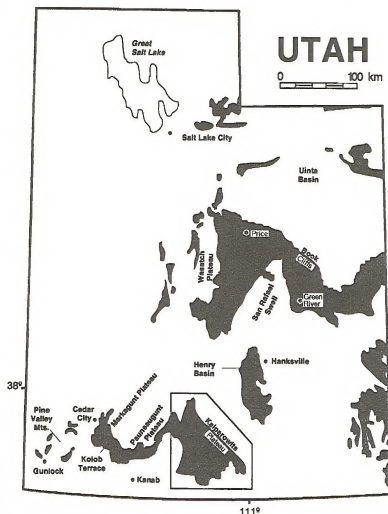 UTAH
0 100 km
Great
Salt Lake
Salt Lake City
Uinta
Basin
Price
Book
Cliffs
Wasatch
Plateau
San Rafael
Swell
Green
River
Henry
Basin
Hanksville
38°
Pine
Valley
Mts.
Cedar
City
Markagunt Plateau
Paunsaugunt
Plateau
Kaiparowits
Plateau
Kolob
Terrace
Gunlock
Kanab
111°